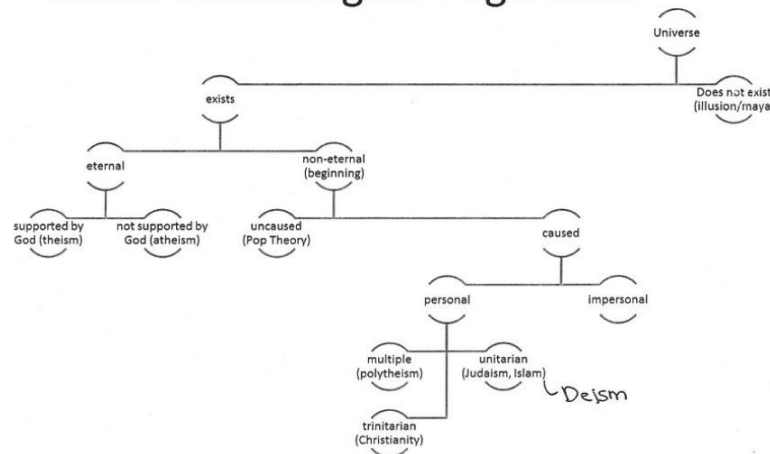 Universe
exists
Does not exist
(illusion/maya
eternal
non-eternal
(beginning)
supported by
God (theism)
not supported by
God (atheism)
uncaused
(Pop Theory)
caused
personal
impersonal
multiple
(polytheism)
unitarian
(Judaism, Islam)
Deism
trinitarian
(Christianity)